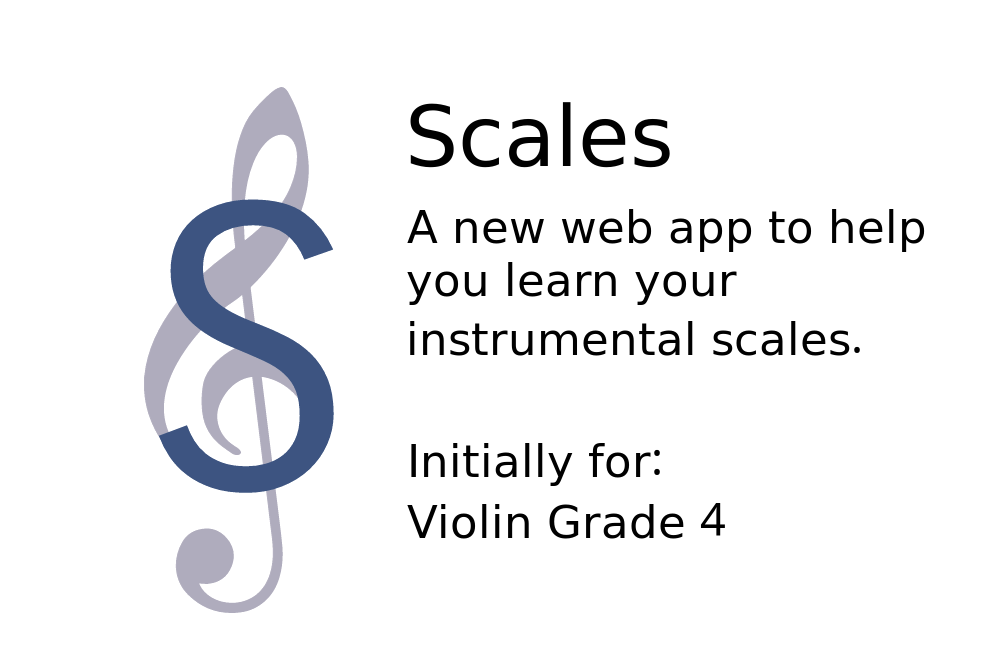 S
Scales
A new web app to help
you learn your
instrumental scales.
Initially for:
Violin Grade 4